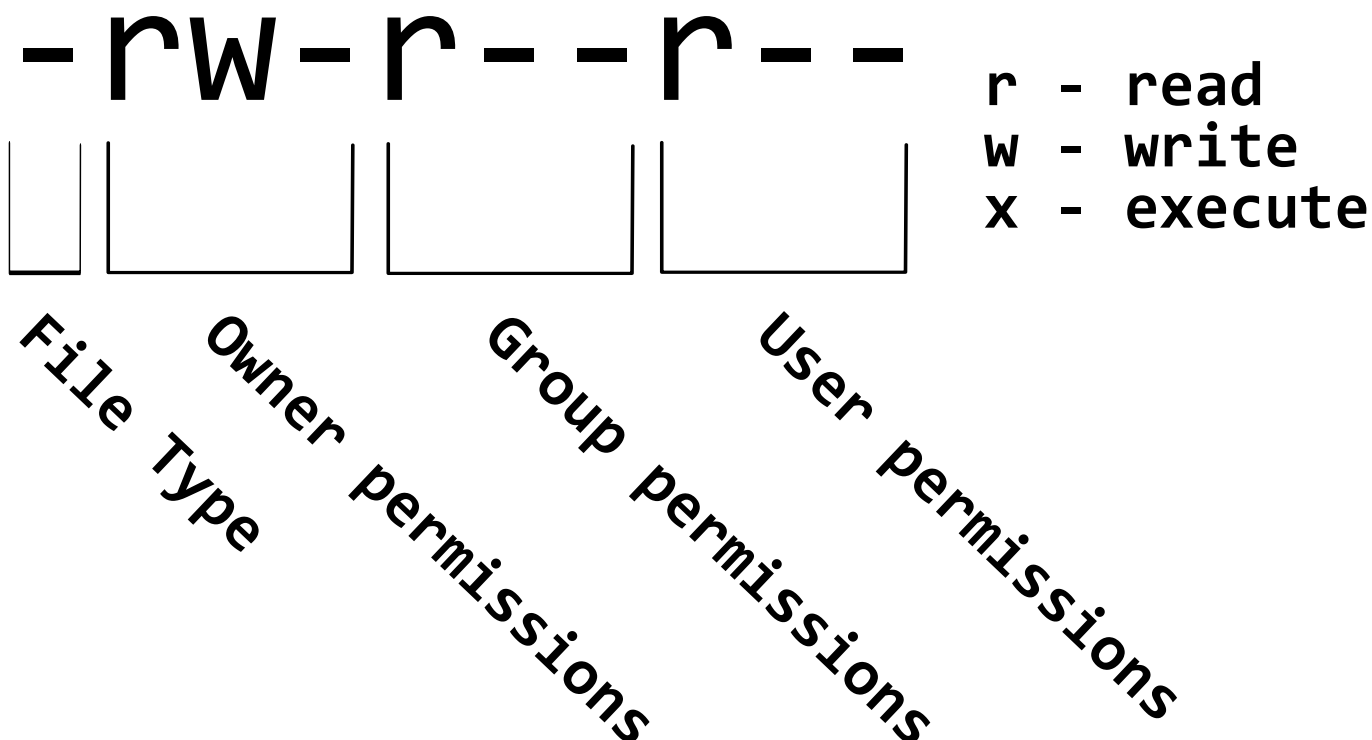 -rw-r--r--
r - read
w - write
x - execute
File Type
Owner permissions
Group permissions
User permissions